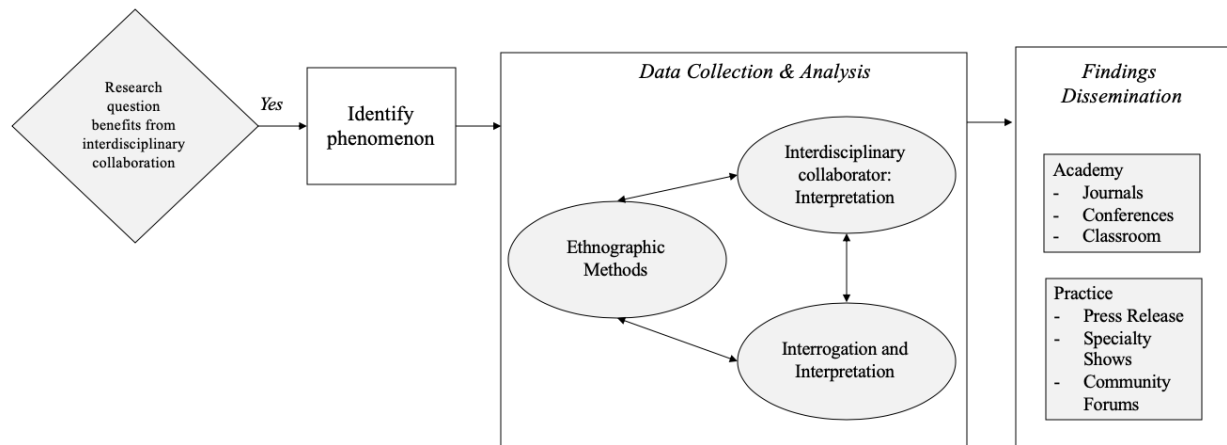 Research
question
benefits from
interdisciplinary
collaboration
Yes
Identify
phenomenon
Data Collection & Analysis
Interdisciplinary
collaborator:
Interpretation
Ethnographic
Methods
Interrogation and
Interpretation
Findings
Dissemination
Academy
- Journals
- Conferences
- Classroom
Practice
- Press Release
- Specialty
Shows
- Community
Forums